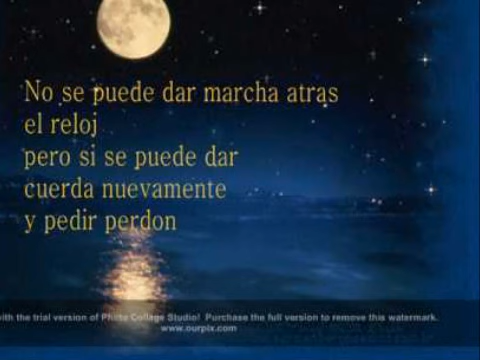 No se puede dar marcha atras
el reloj
pero si se puede dar
cuerda nuevamente
y pedir perdon
with the trial version of Photo Collage Studio! Purchase the full version to remove this watermark.
www.ourpix.com